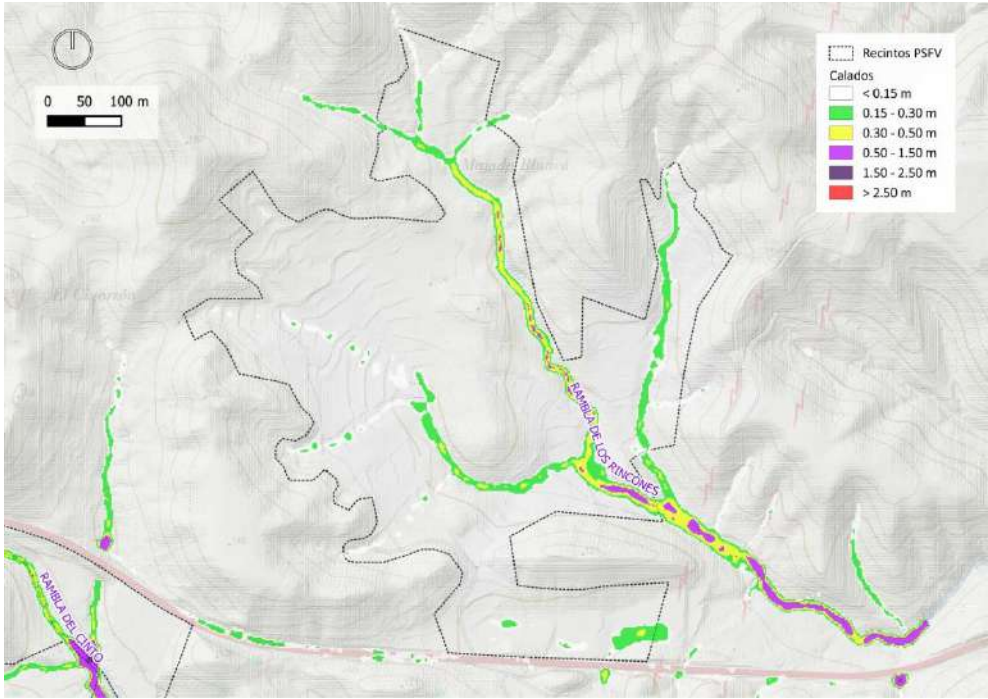 0 50 100 m
Recintos PSFV
Calados
< 0.15 m
0.15 - 0.30 m
0.30 - 0.50 m
0.50 - 1.50 m
1.50 - 2.50 m
> 2.50 m
RAMBLA DE LOS RINCONES
RAMBLA DEL CINTO